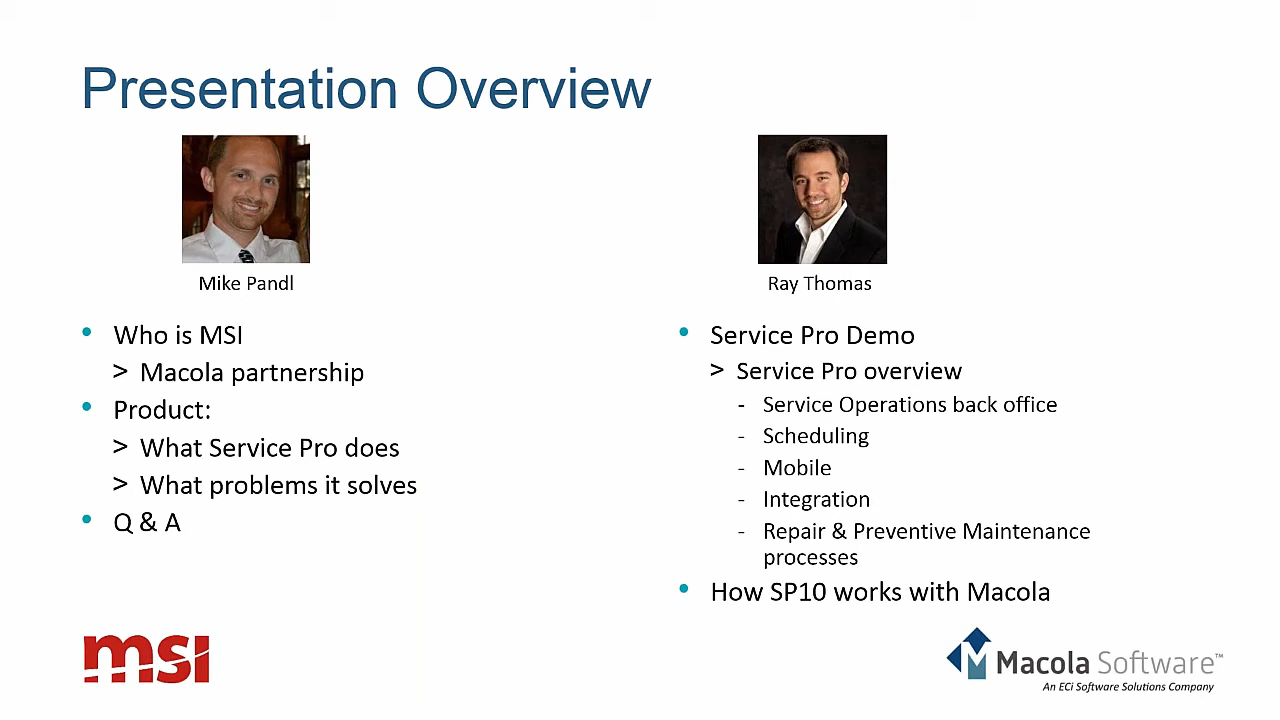 Presentation Overview
Mike Pandl
• Who is MSI
> Macola partnership
• Product:
> What Service Pro does
> What problems it solves
• Q & A
Ray Thomas
• Service Pro Demo
> Service Pro overview
- Service Operations back office
- Scheduling
- Mobile
- Integration
- Repair & Preventive Maintenance
processes
• How SP10 works with Macola
msi
M Macola Software™
An ECi Software Solutions Company